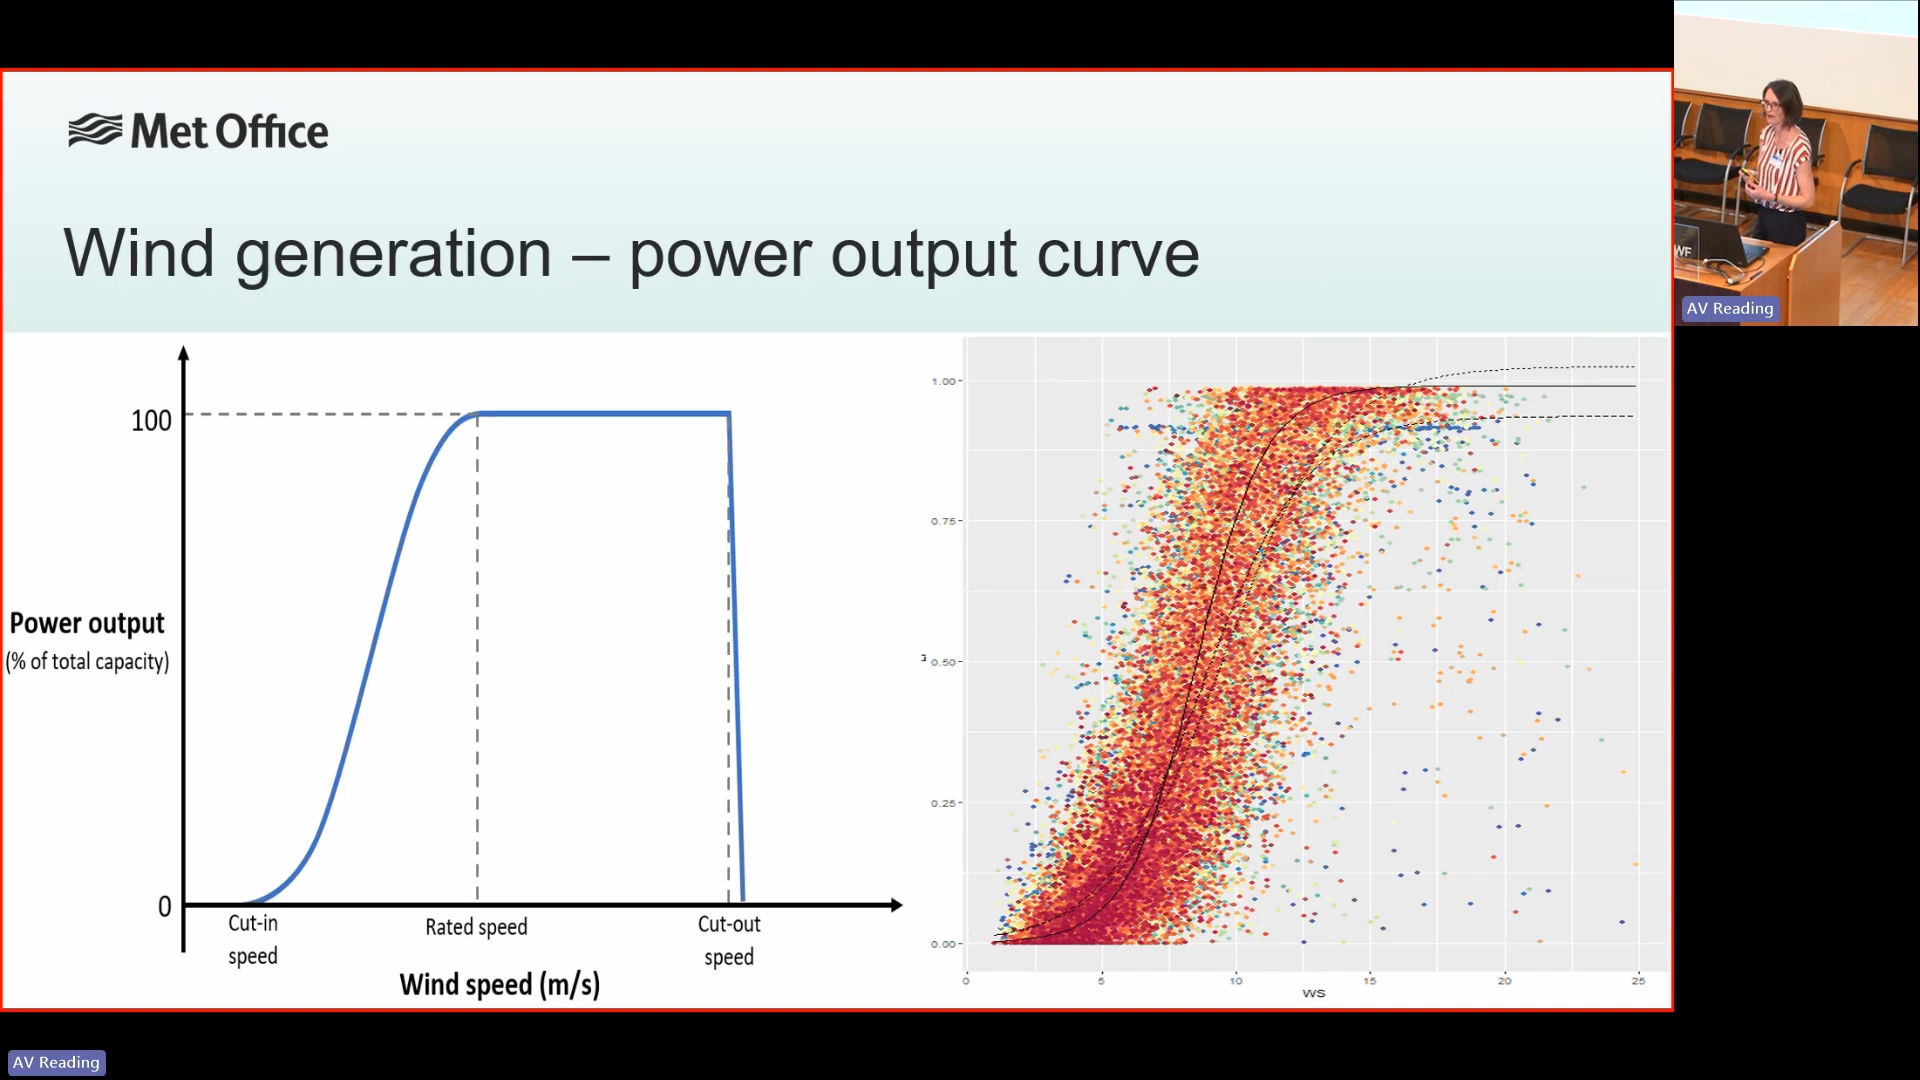 Met Office
Wind generation – power output curve
100
Power output
(% of total capacity)
0
Cut-in
speed
Rated speed
Cut-out
speed
Wind speed (m/s)
1.00
0.75
0.50
0.25
0.00
0
5
10
15
20
25
ws
WF
AV Reading
AV Reading